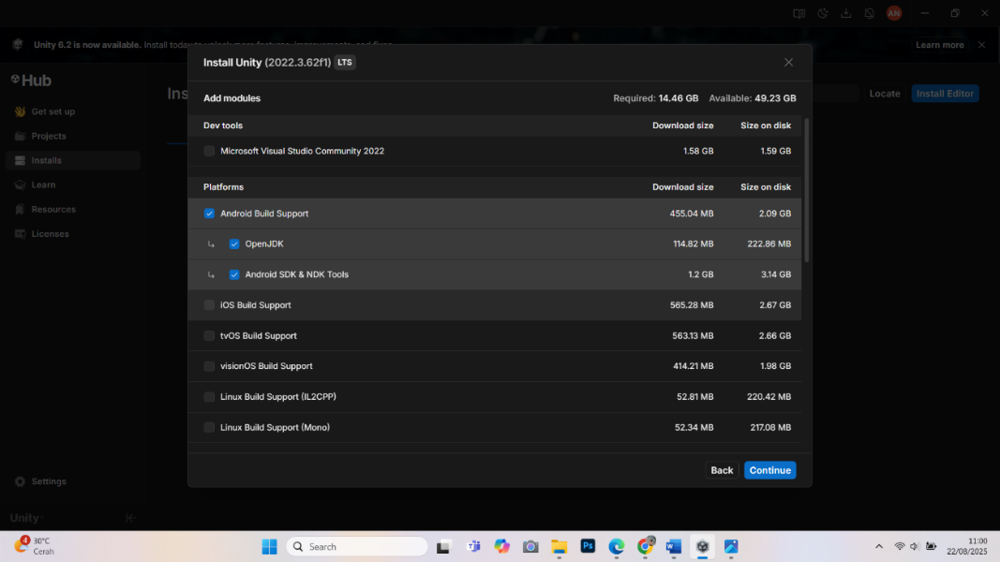 AN
Unity 6.2 is now available. Install today to unlock more features, improvements, and fixes.
Learn more
Hub
Get set up
Projects
Installs
Learn
Resources
Licenses
Settings
Unity
Ins
Locate
Install Editor
Install Unity (2022.3.62f1) LTS
Add modules Required: 14.46 GB Available: 49.23 GB
Dev tools Download size Size on disk
Microsoft Visual Studio Community 2022 1.58 GB 1.59 GB
Platforms Download size Size on disk
Android Build Support 455.04 MB 2.09 GB
OpenJDK 114.82 MB 222.86 MB
Android SDK & NDK Tools 1.2 GB 3.14 GB
iOS Build Support 565.28 MB 2.67 GB
tvOS Build Support 563.13 MB 2.66 GB
visionOS Build Support 414.21 MB 1.98 GB
Linux Build Support (IL2CPP) 52.81 MB 220.42 MB
Linux Build Support (Mono) 52.34 MB 217.08 MB
Back Continue
4 30°C
Cerah
Search
Ps
11:00
22/08/2025